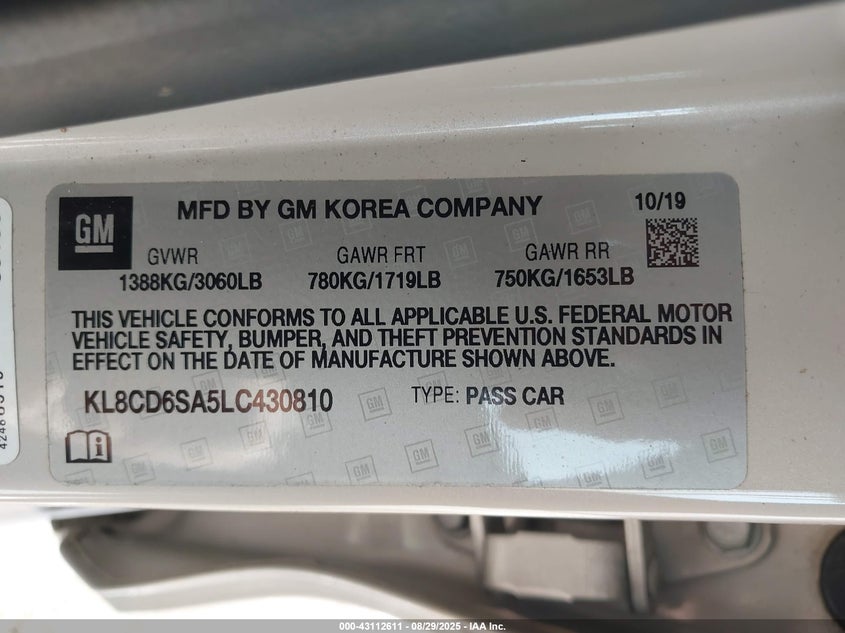 GM
MFD BY GM KOREA COMPANY
10/19
GVWR GAWR FRT GAWR RR
1388KG/3060LB 780KG/1719LB 750KG/1653LB
THIS VEHICLE CONFORMS TO ALL APPLICABLE U.S. FEDERAL MOTOR
VEHICLE SAFETY, BUMPER, AND THEFT PREVENTION STANDARDS IN
EFFECT ON THE DATE OF MANUFACTURE SHOWN ABOVE.
KL8CD6SA5LC430810 TYPE: PASS CAR
000-43112611 - 08/29/2025 - IAA Inc.